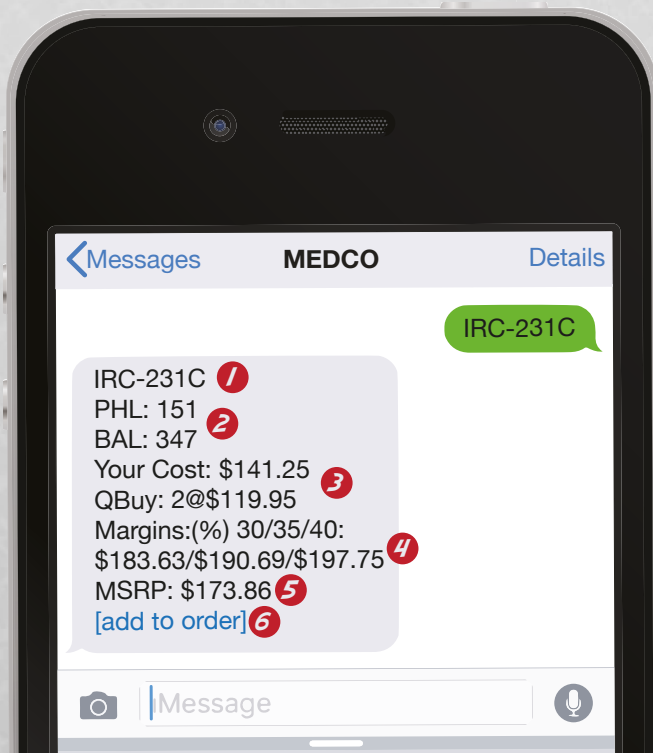 Messages MEDCO Details
IRC-231C
IRC-231C 1
PHL: 151
2
BAL: 347
Your Cost: $141.25
3
QBuy: 2@$119.95
Margins:(%) 30/35/40:
$183.63/$190.69/$197.75 4
MSRP: $173.86 5
[add to order] 6
iMessage